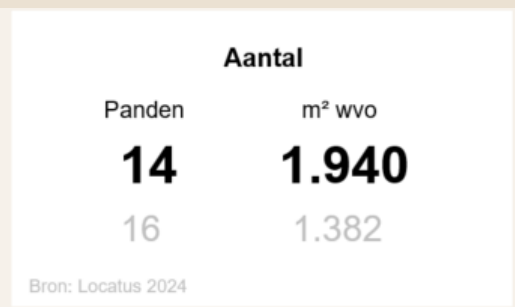 Aantal
Panden m² wvo
14 1.940
16 1.382
Bron: Locatus 2024